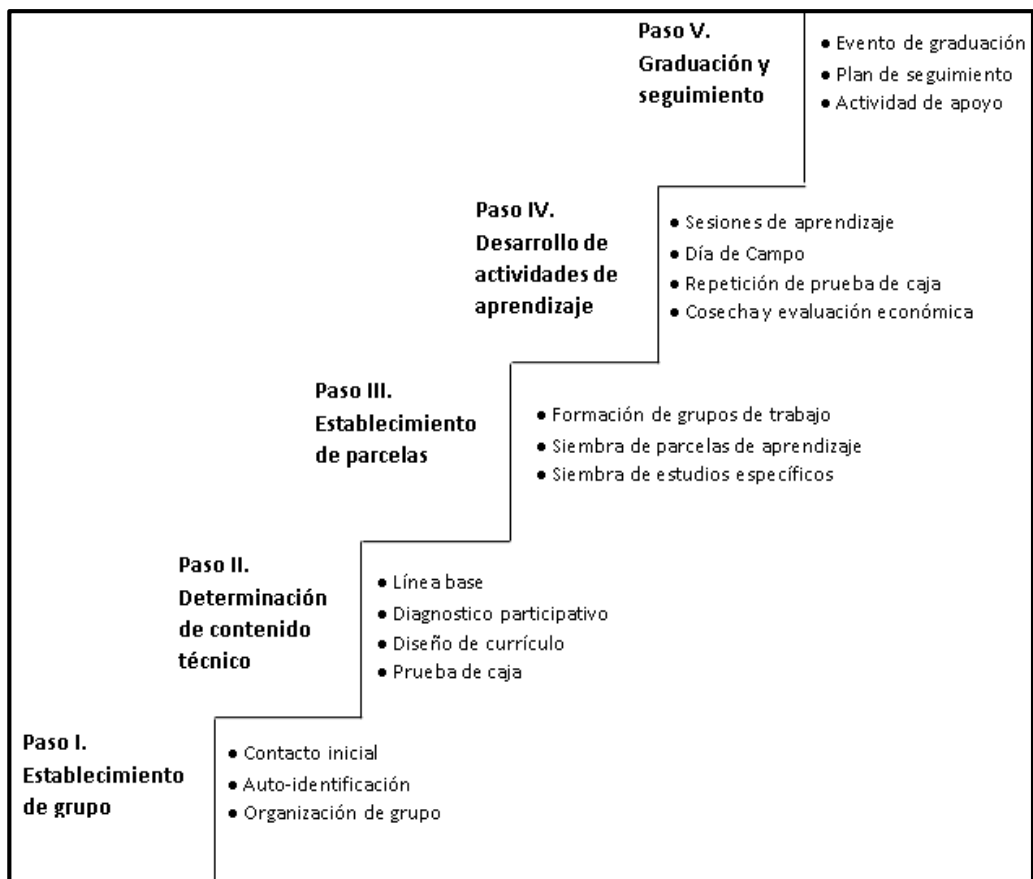 Paso V.
Graduación y
seguimiento
● Evento de graduación
● Plan de seguimiento
● Actividad de apoyo
Paso IV.
Desarrollo de
actividades de
aprendizaje
● Sesiones de aprendizaje
● Día de Campo
● Repetición de prueba de caja
● Cosecha y evaluación económica
Paso III.
Establecimiento
de parcelas
● Formación de grupos de trabajo
● Siembra de parcelas de aprendizaje
● Siembra de estudios específicos
Paso II.
Determinación
de contenido
técnico
● Línea base
● Diagnostico participativo
● Diseño de currículo
● Prueba de caja
Paso I.
Establecimiento
de grupo
● Contacto inicial
● Auto-identificación
● Organización de grupo